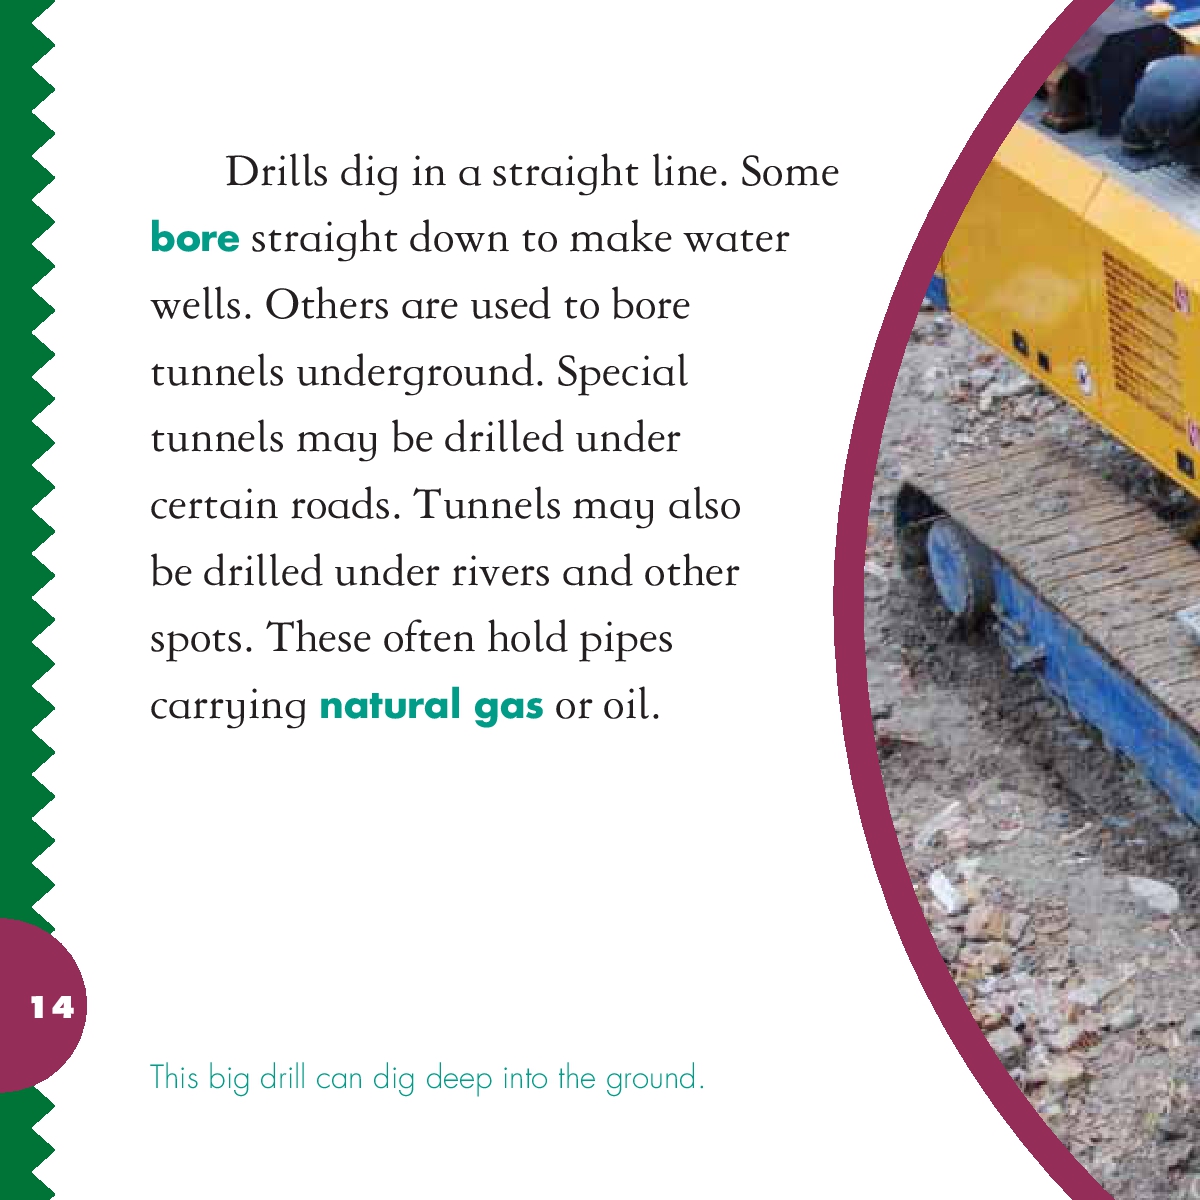 Drills dig in a straight line. Some
bore straight down to make water
wells. Others are used to bore
tunnels underground. Special
tunnels may be drilled under
certain roads. Tunnels may also
be drilled under rivers and other
spots. These often hold pipes
carrying natural gas or oil.
14
This big drill can dig deep into the ground.